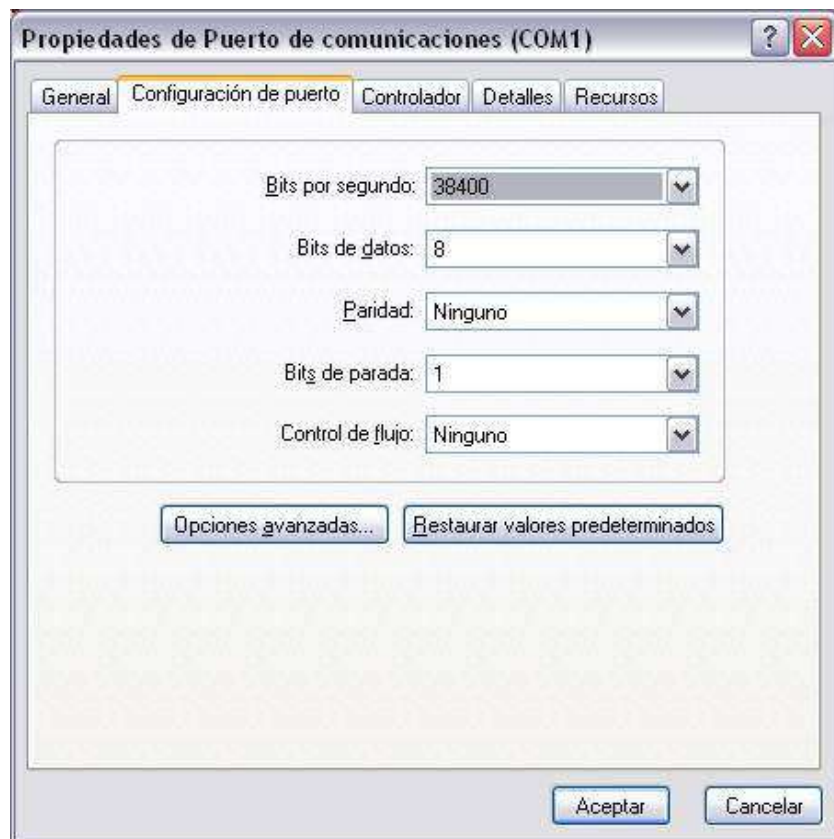 Propiedades de Puerto de comunicaciones (COM1)
General Configuración de puerto Controlador Detalles Recursos
Bits por segundo: 38400
Bits de datos: 8
Paridad: Ninguno
Bits de parada: 1
Control de flujo: Ninguno
Opciones avanzadas... Restaurar valores predeterminados
Aceptar Cancelar